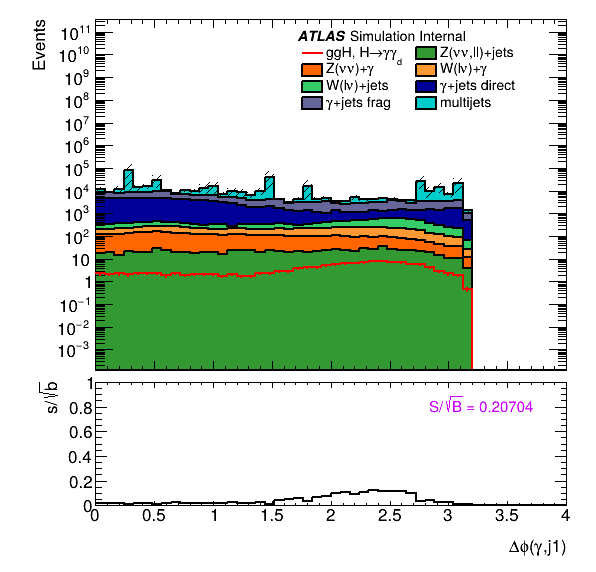 Events
10¹¹
10¹⁰
10⁹
10⁸
10⁷
10⁶
10⁵
10⁴
10³
10²
10
1
10⁻¹
10⁻²
10⁻³
ATLAS Simulation Internal
ggH, H→γγ_d
Z(νν,ll)+jets
Z(νν)+γ
W(lν)+γ
W(lν)+jets
γ+jets direct
γ+jets frag
multijets
s/√b
1
0.8
0.6
0.4
0.2
0
S/√B = 0.20704
0 0.5 1 1.5 2 2.5 3 3.5 4
Δϕ(γ,j1)